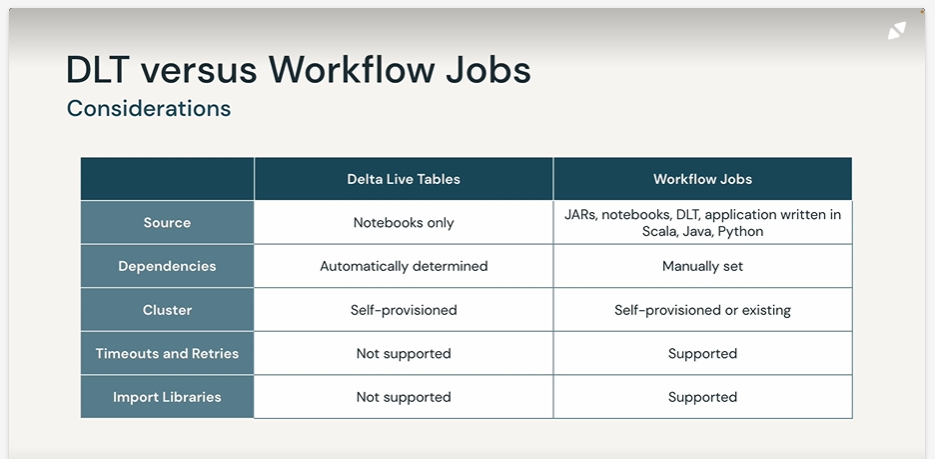 DLT versus Workflow Jobs
Considerations
Delta Live Tables
Workflow Jobs
Source
Notebooks only
JARs, notebooks, DLT, application written in
Scala, Java, Python
Dependencies
Automatically determined
Manually set
Cluster
Self-provisioned
Self-provisioned or existing
Timeouts and Retries
Not supported
Supported
Import Libraries
Not supported
Supported